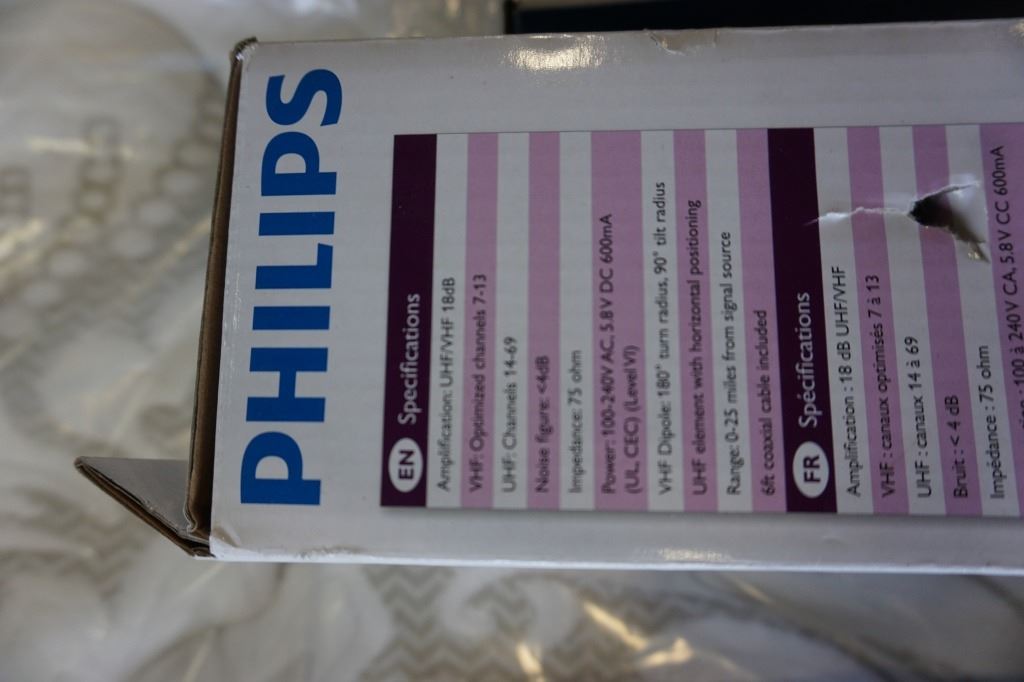 PHILIPS
EN Specifications
Amplification: UHF/VHF 18dB
VHF: Optimized channels 7-13
UHF: Channels 14-69
Noise figure: <4dB
Impedance: 75 ohm
Power: 100-240V AC, 5.8V DC 600mA
(UL, CEC) (Level VI)
VHF Dipole: 180° turn radius, 90° tilt radius
UHF element with horizontal positioning
Range: 0-25 miles from signal source
6ft coaxial cable included
FR Spécifications
Amplification : 18 dB UHF/VHF
VHF : canaux optimisés 7 à 13
UHF : canaux 14 à 69
Bruit : < 4 dB
Impédance : 75 ohm
: 100 à 240 V CA, 5.8 V CC 600mA